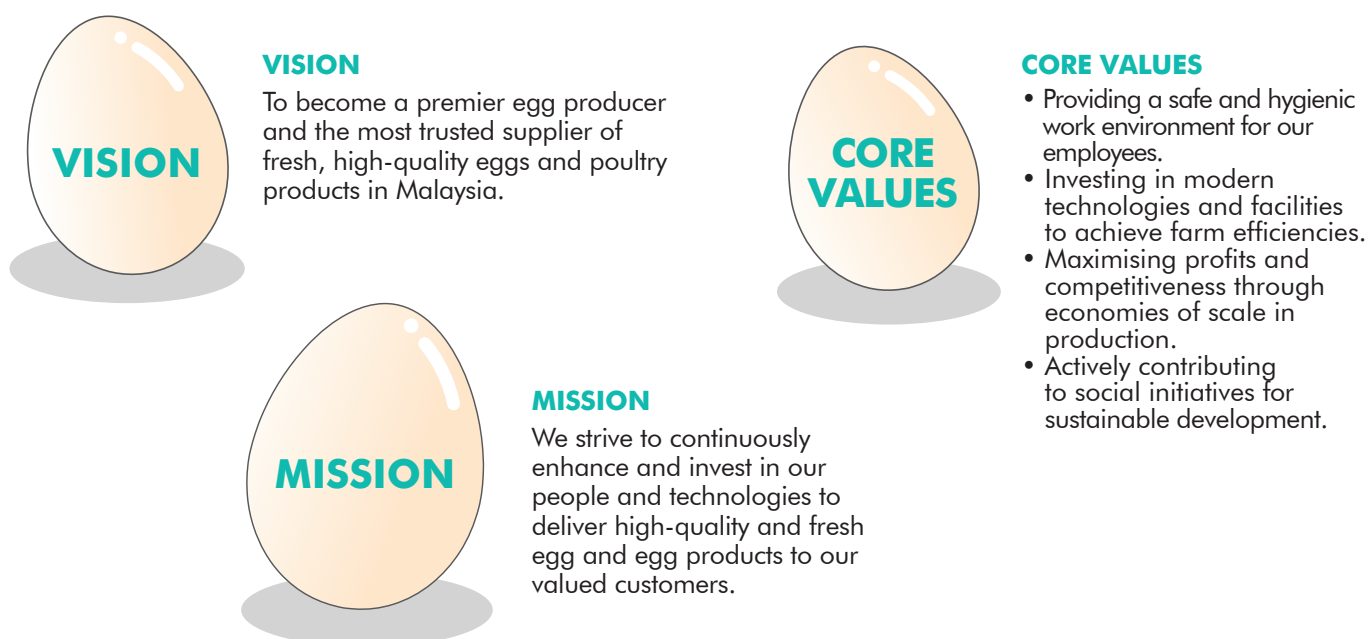 VISION
VISION
To become a premier egg producer
and the most trusted supplier of
fresh, high-quality eggs and poultry
products in Malaysia.
MISSION
MISSION
We strive to continuously
enhance and invest in our
people and technologies to
deliver high-quality and fresh
egg and egg products to our
valued customers.
CORE
VALUES
CORE VALUES
• Providing a safe and hygienic
work environment for our
employees.
• Investing in modern
technologies and facilities
to achieve farm efficiencies.
• Maximising profits and
competitiveness through
economies of scale in
production.
• Actively contributing
to social initiatives for
sustainable development.